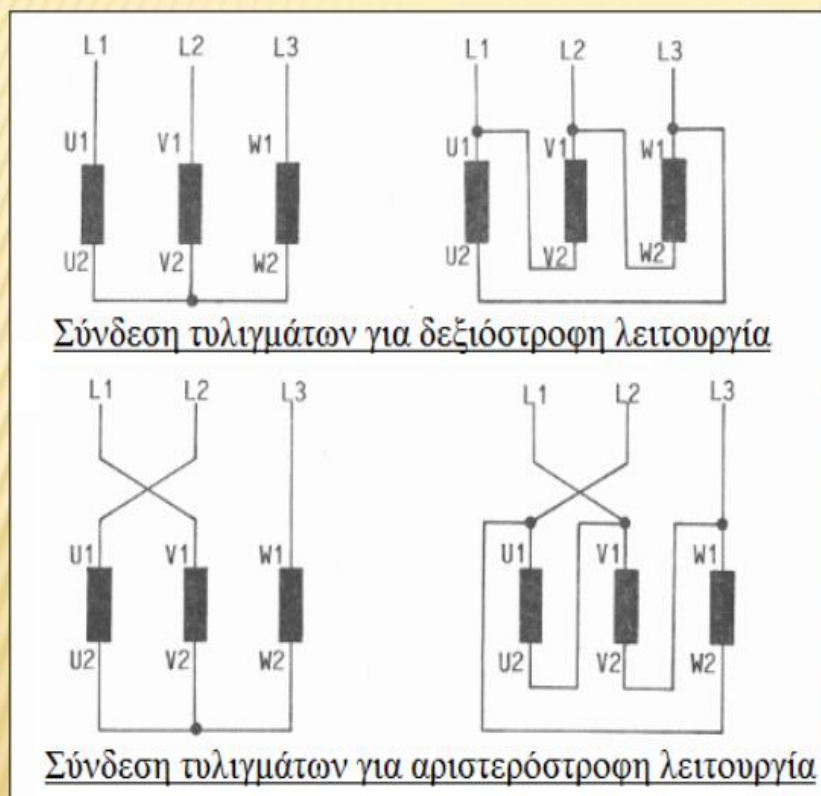 L1 L2 L3 L1 L2 L3
U1 V1 W1 U1 V1 W1
U2 V2 W2 U2 V2 W2
Σύνδεση τυλιγμάτων για δεξιόστροφη λειτουργία
L1 L2 L3 L1 L2 L3
U1 V1 W1 U1 V1 W1
U2 V2 W2 U2 V2 W2
Σύνδεση τυλιγμάτων για αριστερόστροφη λειτουργία